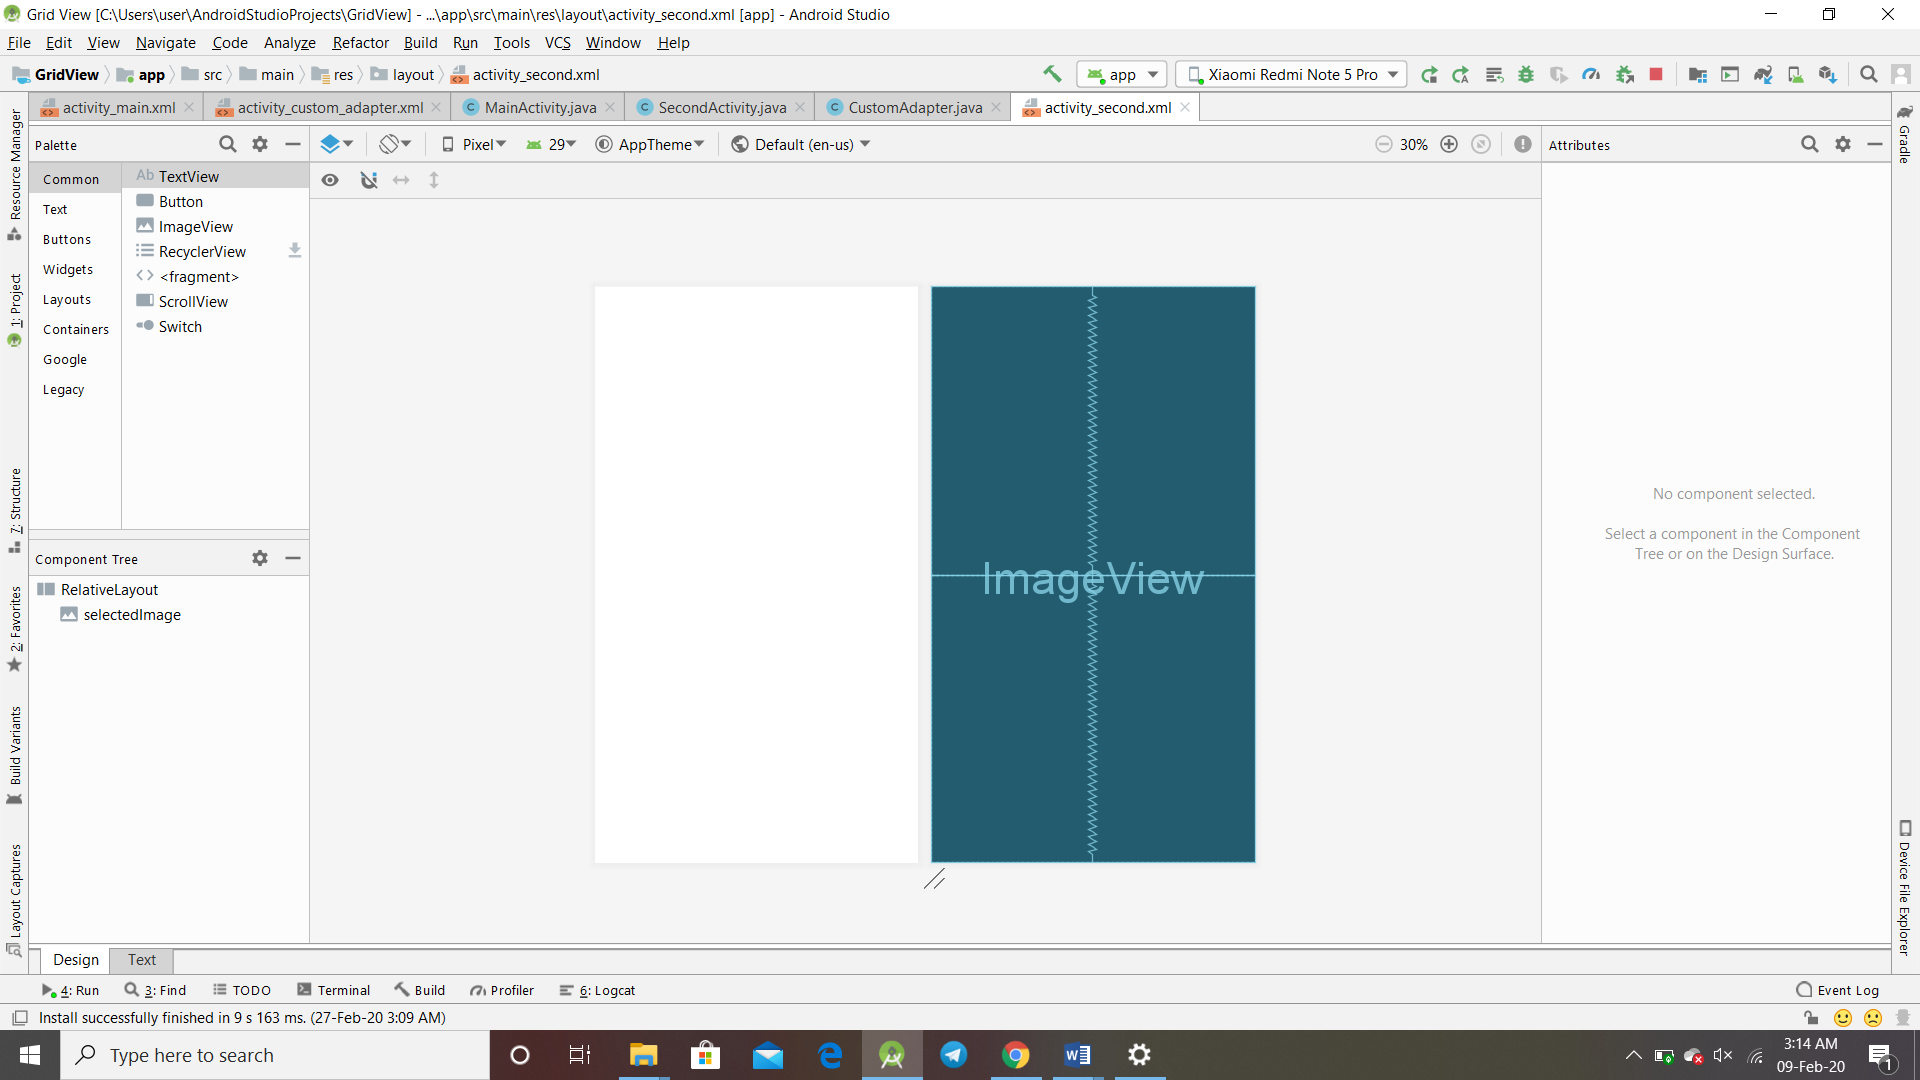 Grid View [C:\Users\user\AndroidStudioProjects\GridView] - ...\app\src\main\res\layout\activity_second.xml [app] - Android Studio
File Edit View Navigate Code Analyze Refactor Build Run Tools VCS Window Help
GridView app src main res layout activity_second.xml app Xiaomi Redmi Note 5 Pro
activity_main.xml activity_custom_adapter.xml MainActivity.java SecondActivity.java CustomAdapter.java activity_second.xml
Palette Pixel 29 AppTheme Default (en-us) 30% Attributes
Common
Text
Buttons
Widgets
Layouts
Containers
Google
Legacy
Ab TextView
Button
ImageView
RecyclerView
<fragment>
ScrollView
Switch
Component Tree
RelativeLayout
selectedImage
ImageView
No component selected.
Select a component in the Component
Tree or on the Design Surface.
Resource Manager
1: Project
7: Structure
2: Favorites
Build Variants
Layout Captures
Gradle
Device File Explorer
Design Text
4: Run 3: Find TODO Terminal Build Profiler 6: Logcat Event Log
Install successfully finished in 9 s 163 ms. (27-Feb-20 3:09 AM)
Type here to search
3:14 AM
09-Feb-20
1